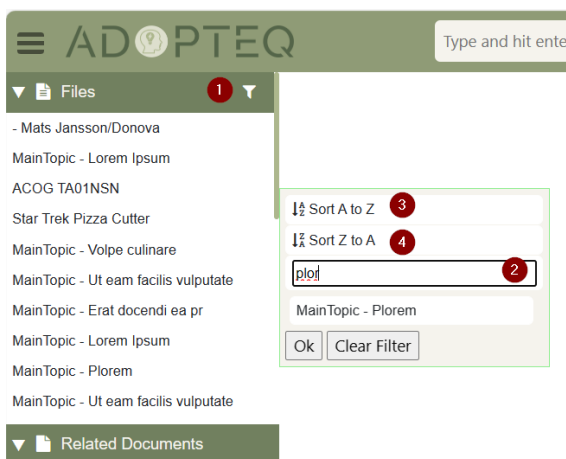 ADOPTEQ
Type and hit ente
Files
1
- Mats Jansson/Donova
MainTopic - Lorem Ipsum
ACOG TA01NSN
Star Trek Pizza Cutter
MainTopic - Volpe culinare
MainTopic - Ut eam facilis vulputate
MainTopic - Erat docendi ea pr
MainTopic - Lorem Ipsum
MainTopic - Plorem
MainTopic - Ut eam facilis vulputate
Related Documents
Sort A to Z
3
Sort Z to A
4
plor
2
MainTopic - Plorem
Ok
Clear Filter